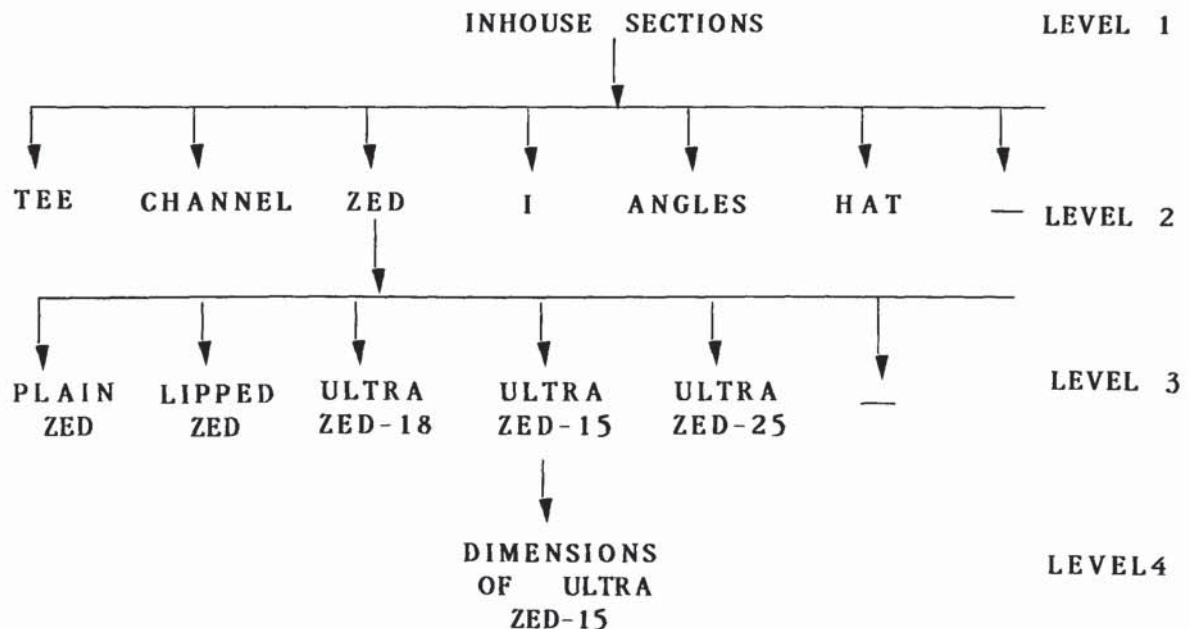 INHOUSE SECTIONS LEVEL 1
TEE CHANNEL ZED I ANGLES HAT — LEVEL 2
PLAIN ZED
LIPPED ZED
ULTRA ZED-18
ULTRA ZED-15
ULTRA ZED-25
—
LEVEL 3
DIMENSIONS
OF ULTRA
ZED-15
LEVEL4